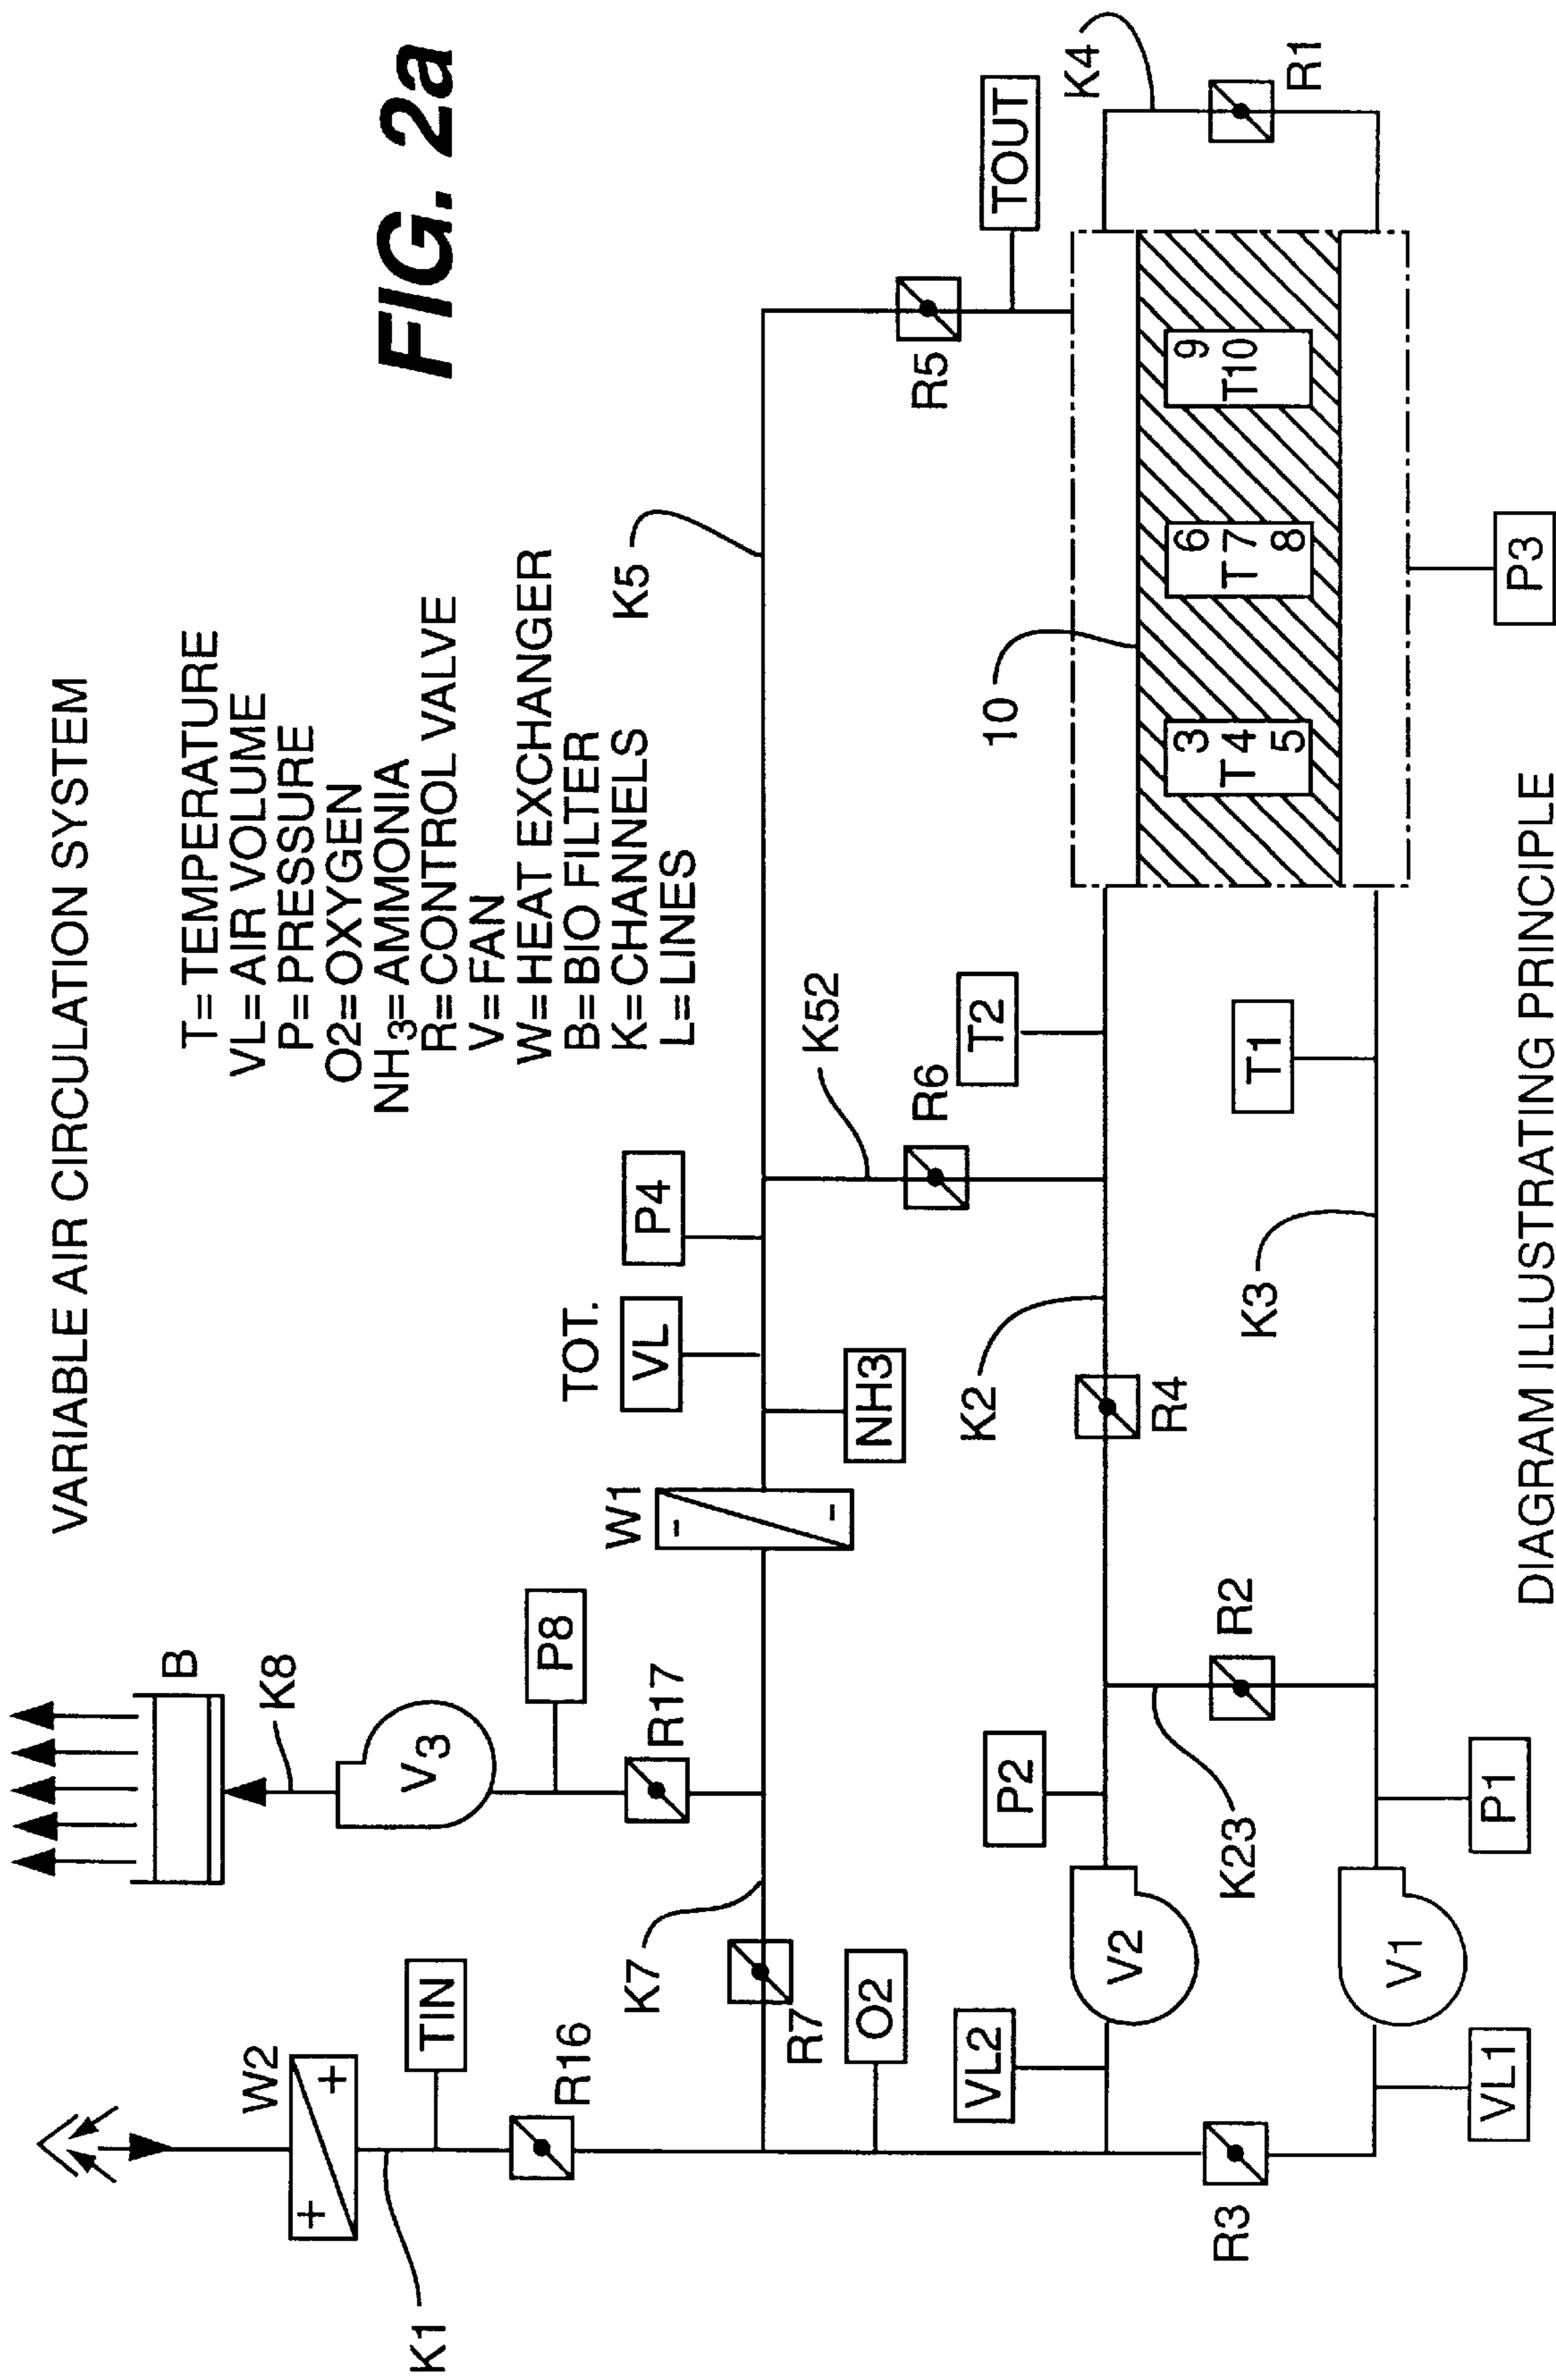 VARIABLE AIR CIRCULATION SYSTEM
FIG. 2a
T=TEMPERATURE
VL=AIR VOLUME
P=PRESSURE
O2=OXYGEN
NH3=AMMONIA
R=CONTROL VALVE
V=FAN
W=HEAT EXCHANGER
B=BIO FILTER
K=CHANNELS
L=LINES
B
K8
V3
P8
R17
W2
+
+
TIN
R16
K1
K7
R7
W1
-
-
TOT.
VL
P4
NH3
K5
K52
R6
R5
TOUT
O2
VL2
V2
P2
K23
R2
K2
R4
T2
10
3
T4
5
6
T7
8
9
T10
K4
R1
R3
VL1
V1
P1
K3
T1
P3
DIAGRAM ILLUSTRATING PRINCIPLE